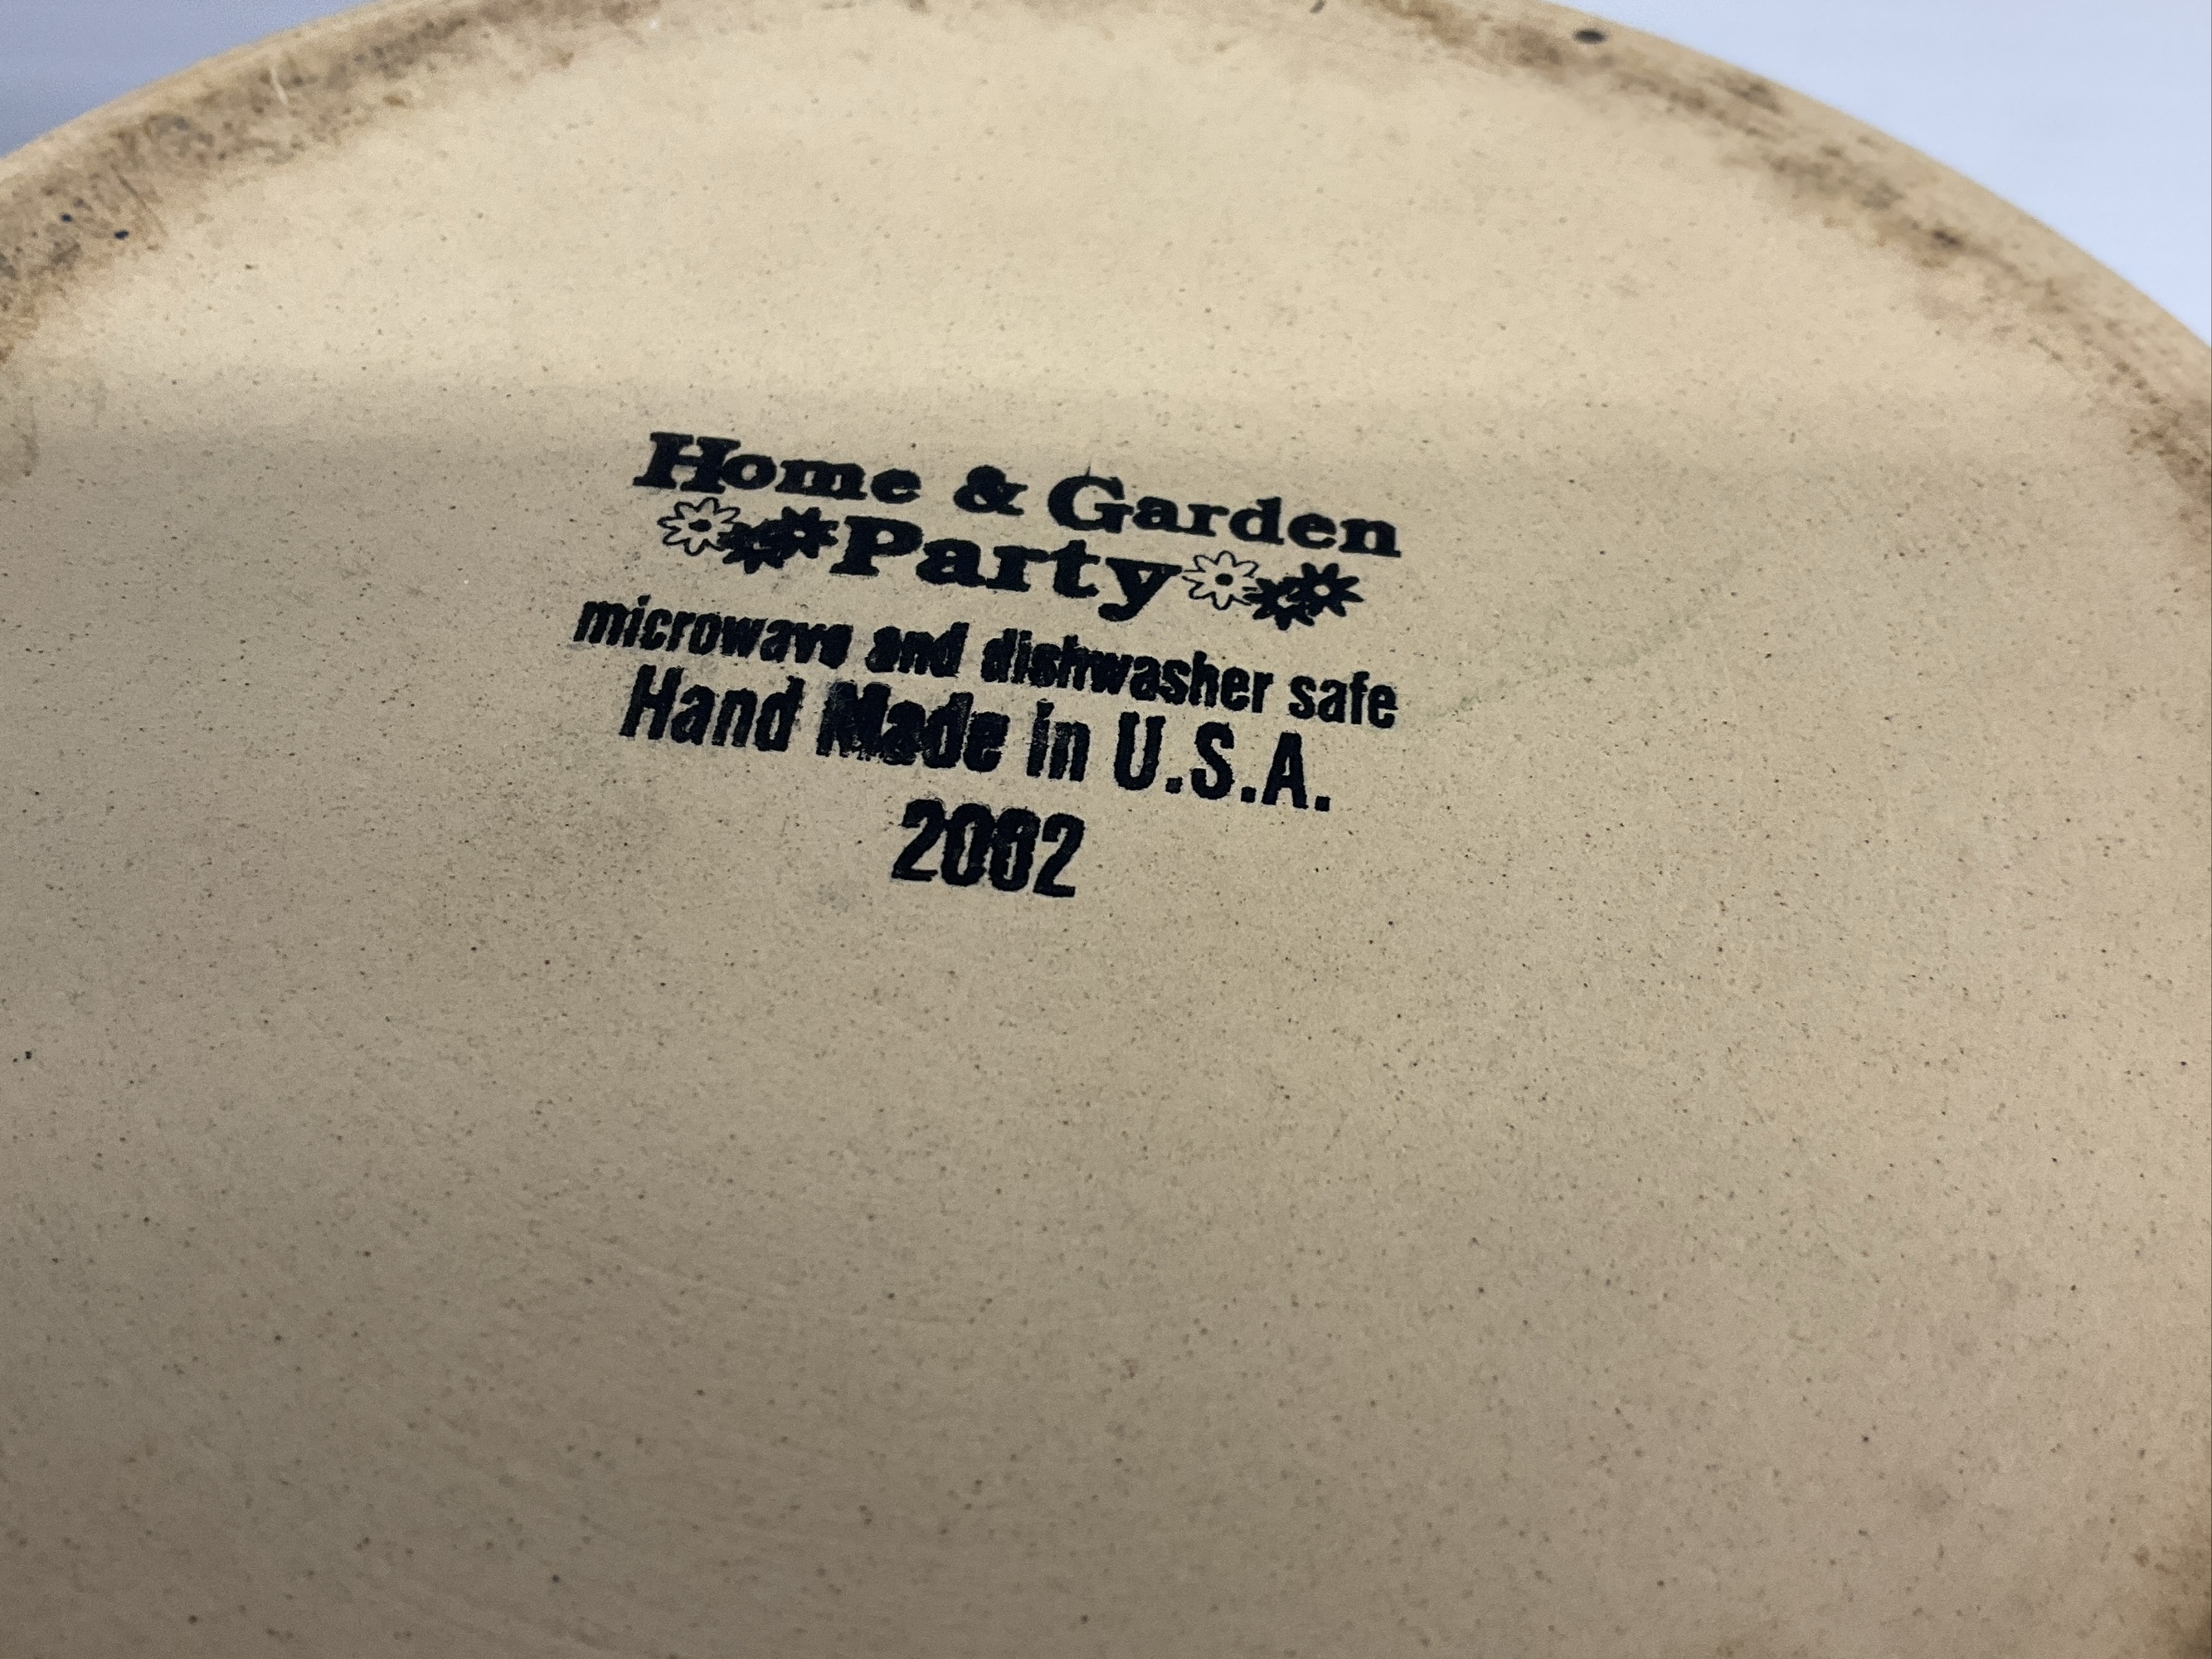 Home & Garden
Party
microwave and dishwasher safe
Hand Made in U.S.A.
2002